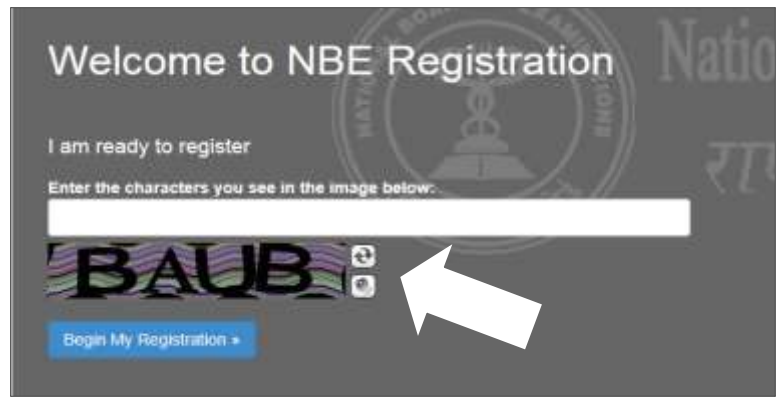 Welcome to NBE Registration
Natio
I am ready to register
Enter the characters you see in the image below:
BAUB
Begin My Registration »